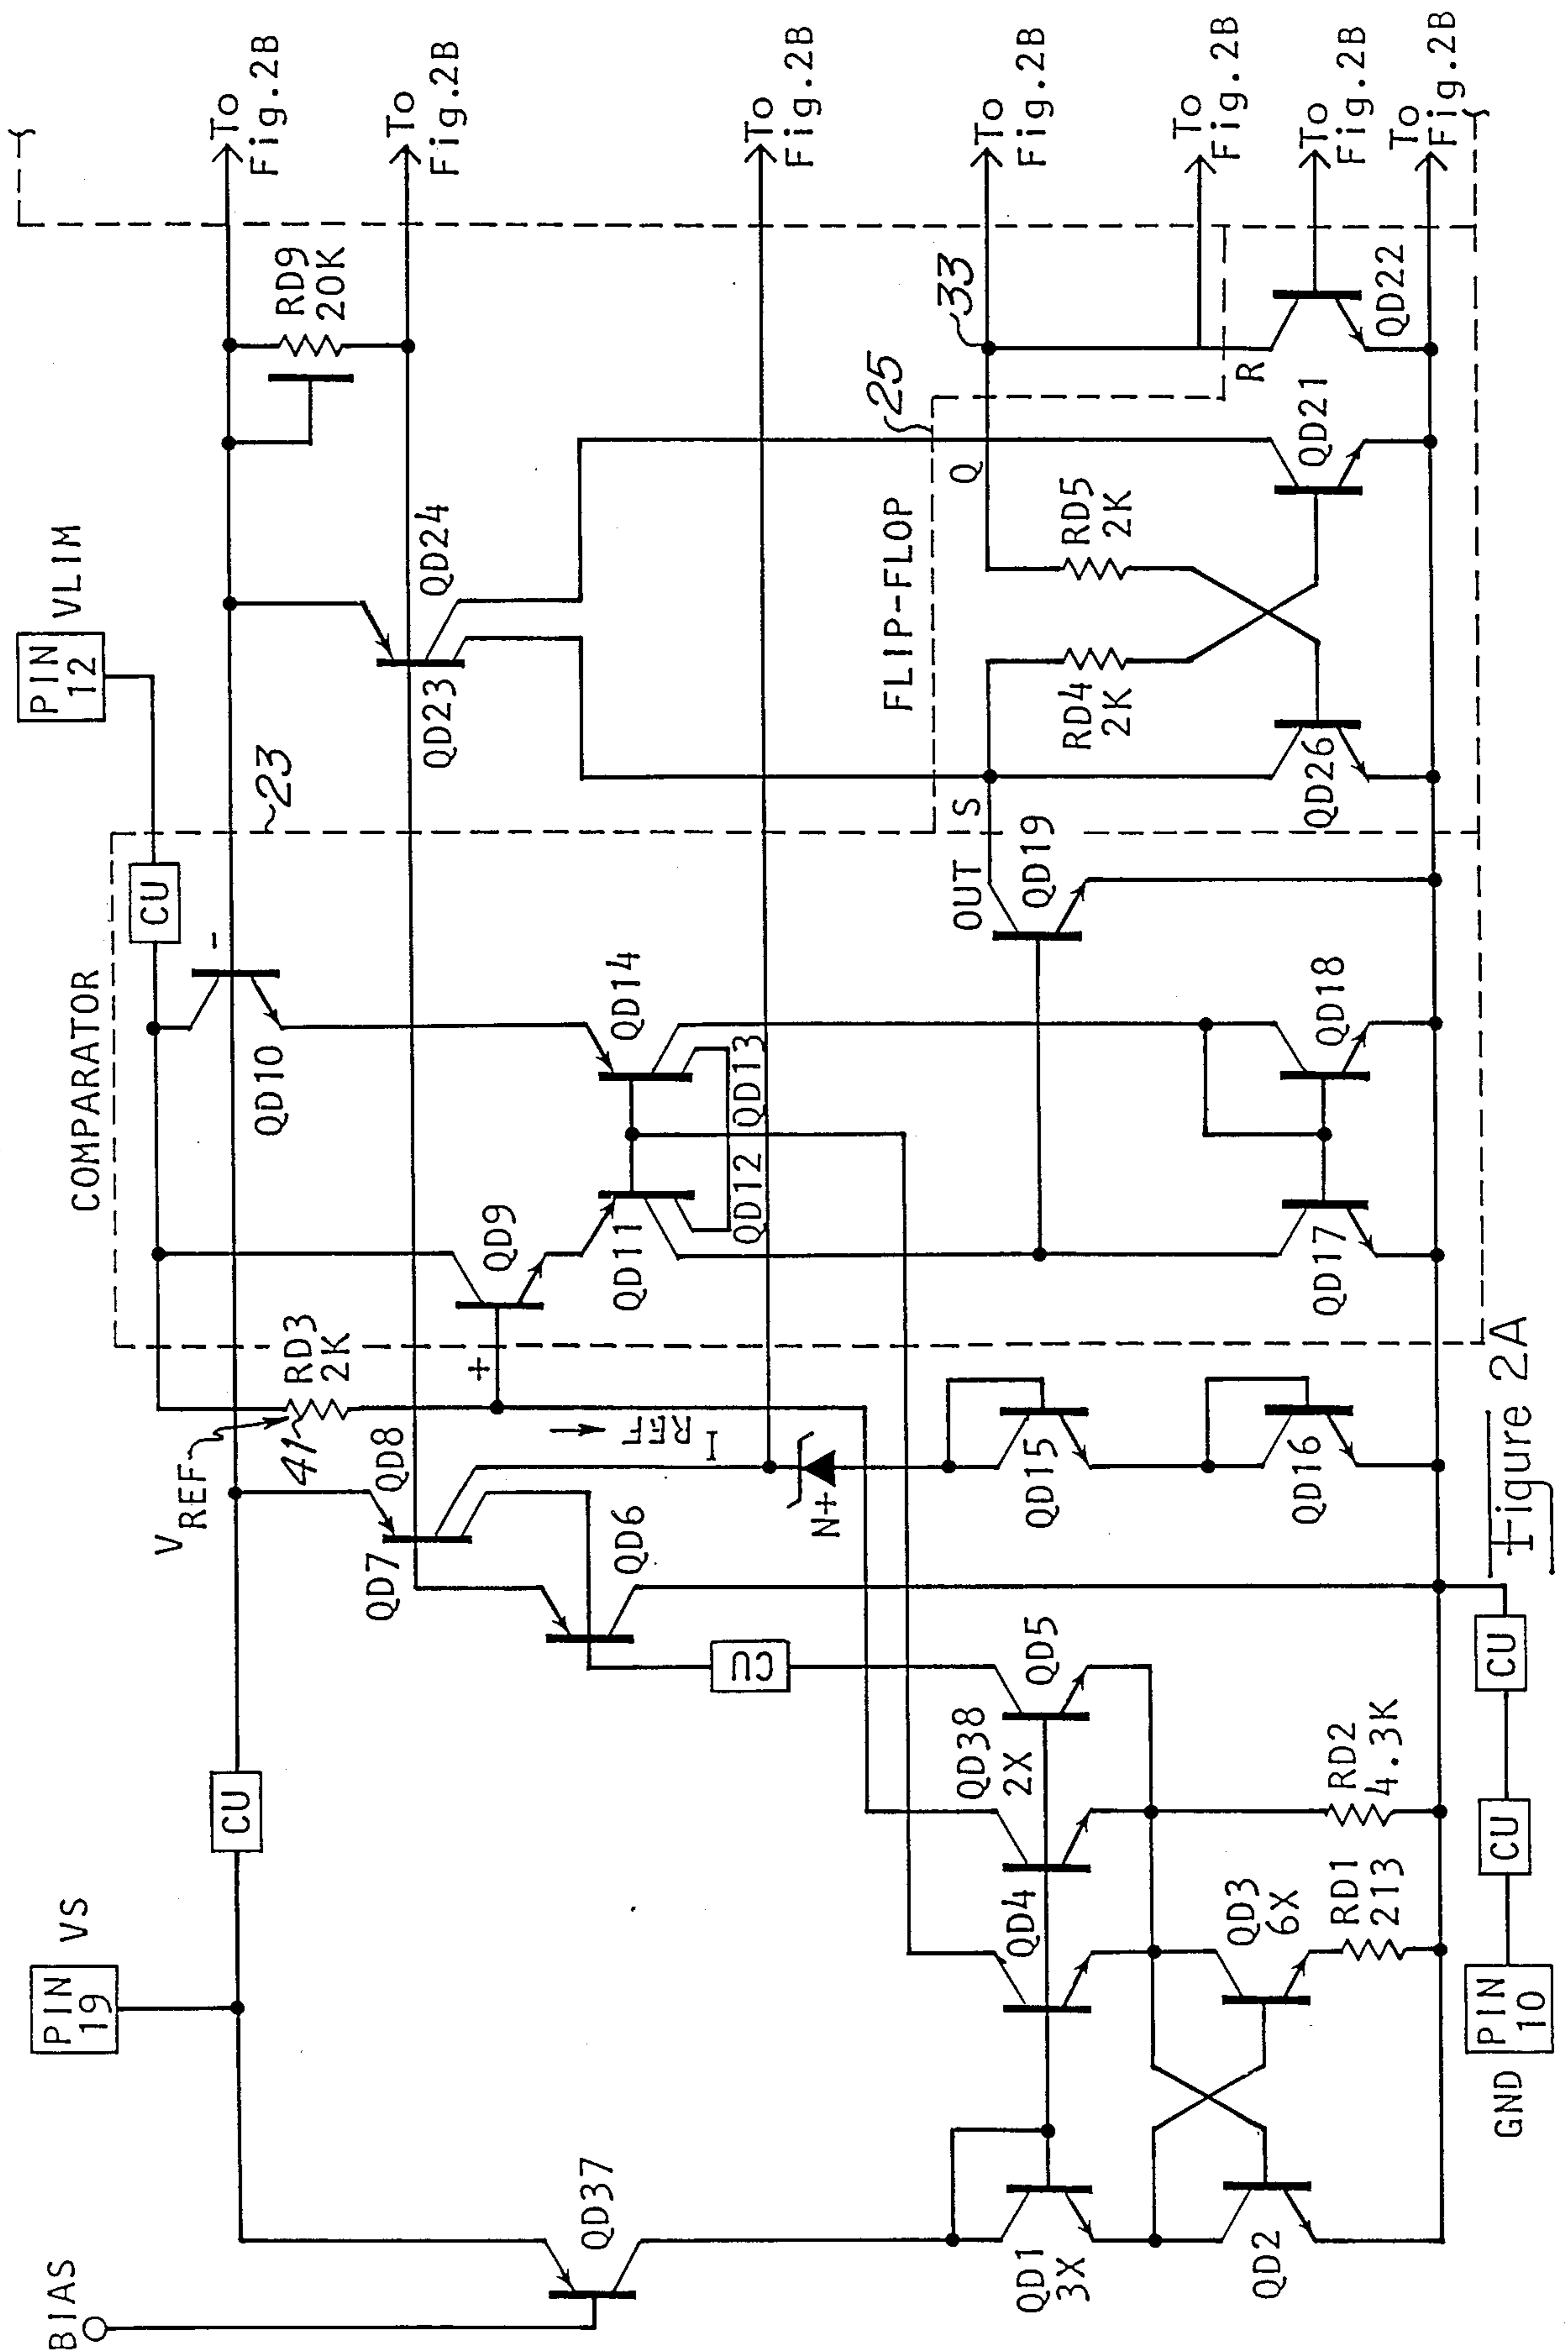 BIAS
PIN
19
VS
PIN
12
VLIM
CU
CU
COMPARATOR
23
To
Fig.2B
RD9
20K
To
Fig.2B
VREF
41
RD3
2K
QD10
-
QD37
QD7
QD8
QD6
+
QD9
QD23
QD24
QD11
QD14
QD12
QD13
IREF
N+
CU
To
Fig.2B
FLIP-FLOP
25
33
QD1
3X
QD4
QD38
2X
QD5
QD15
OUT
S
QD19
Q
RD4
2K
RD5
2K
To
Fig.2B
To
Fig.2B
R
QD2
QD3
6X
RD1
213
RD2
4.3K
QD16
QD17
QD18
QD26
QD21
QD22
To
Fig.2B
To
Fig.2B
GND
PIN
10
CU
CU
Figure 2A